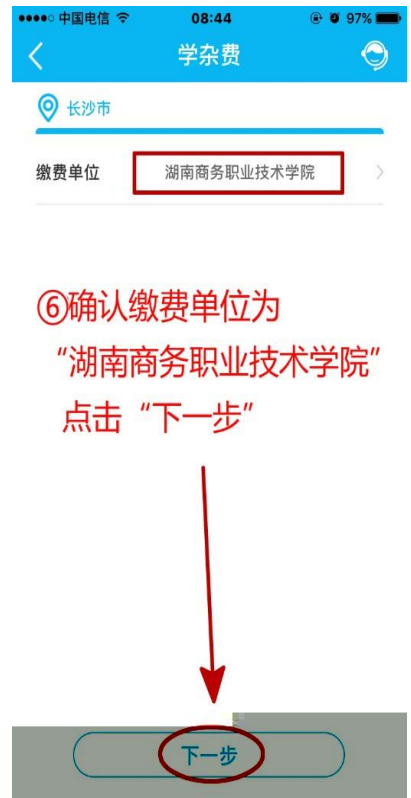 中国电信 08:44 97%
学杂费
长沙市
缴费单位 湖南商务职业技术学院
⑥确认缴费单位为
“湖南商务职业技术学院”
点击“下一步”
下一步